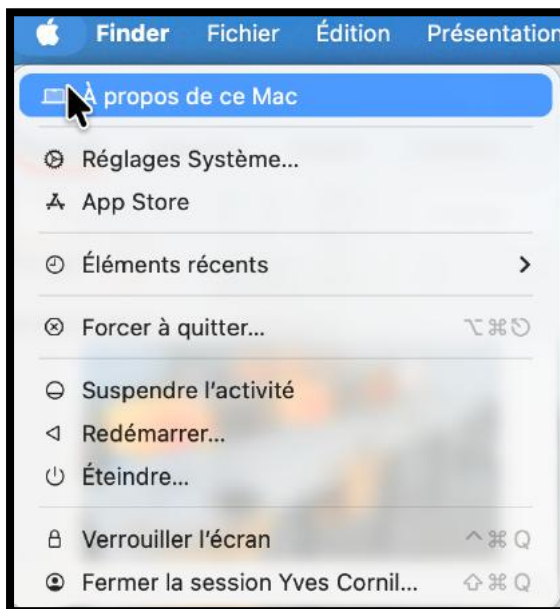 Finder Fichier Édition Présentation
À propos de ce Mac
Réglages Système...
App Store
Éléments récents
Forcer à quitter... ⌥⌘⎋
Suspendre l'activité
Redémarrer...
Éteindre...
Verrouiller l'écran ^⌘Q
Fermer la session Yves Cornil... ⇧⌘Q